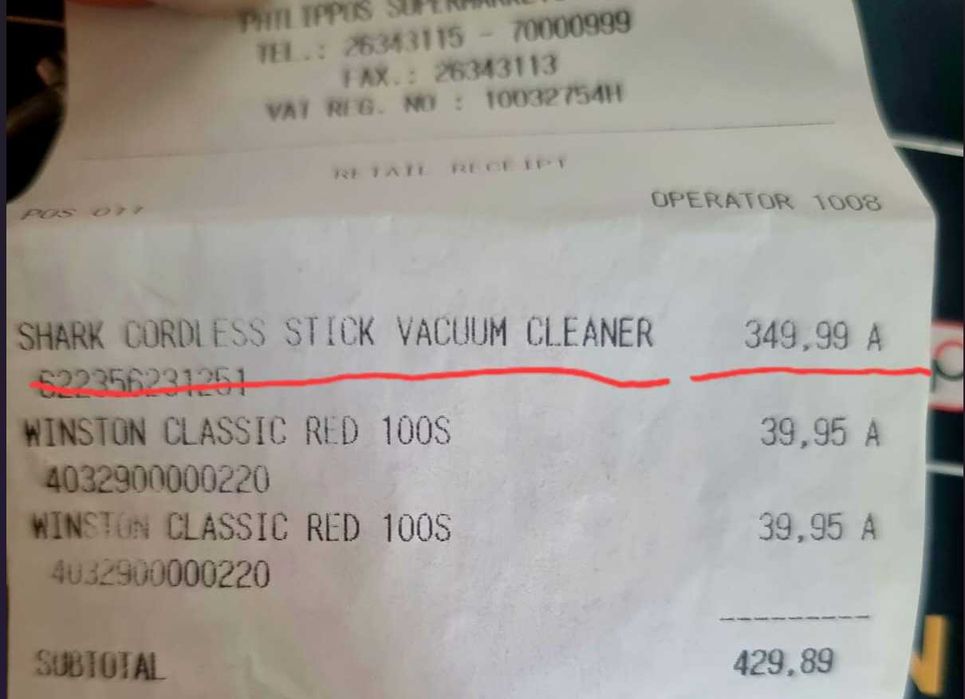 PHILIPPOS
TEL.: 26343115 - 70000999
FAX.: 26343113
VAT REG. NO : 10032754H
RETAIL RECEIPT
POS 077 OPERATOR 1008
SHARK CORDLESS STICK VACUUM CLEANER 349,99 A
622356231251
WINSTON CLASSIC RED 100S 39,95 A
4032900000220
WINSTON CLASSIC RED 100S 39,95 A
4032900000220
SUBTOTAL 429,89